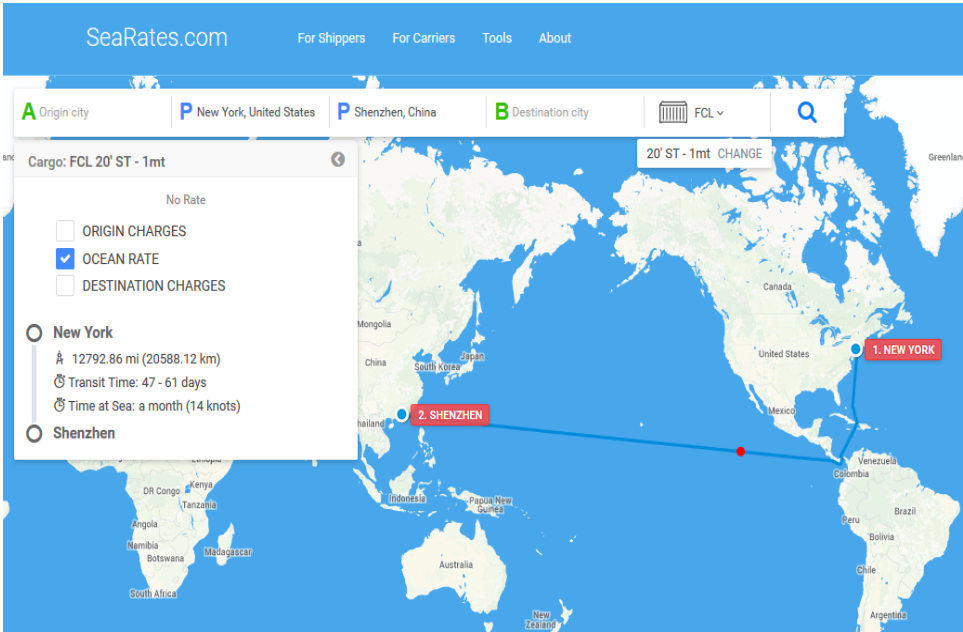 SeaRates.com
For Shippers
For Carriers
Tools
About
A Origin city
P New York, United States
P Shenzhen, China
B Destination city
FCL
20' ST - 1mt CHANGE
Cargo: FCL 20' ST - 1mt
No Rate
ORIGIN CHARGES
OCEAN RATE
DESTINATION CHARGES
New York
12792.86 mi (20588.12 km)
Transit Time: 47 - 61 days
Time at Sea: a month (14 knots)
Shenzhen
Greenlan
Canada
Mongolia
United States
1. NEW YORK
China
Japan
South Korea
2. SHENZHEN
Mexico
hailand
Venezuela
Colombia
Ethiopia
Kenya
DR Congo
Tanzania
Indonesia
Papua New
Guinea
Brazil
Peru
Angola
Bolivia
Namibia
Botswana
Madagascar
Australia
Chile
South Africa
New
Zealand
Argentina